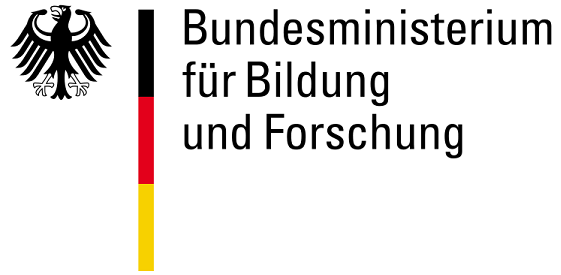 Bundesministerium
für Bildung
und Forschung